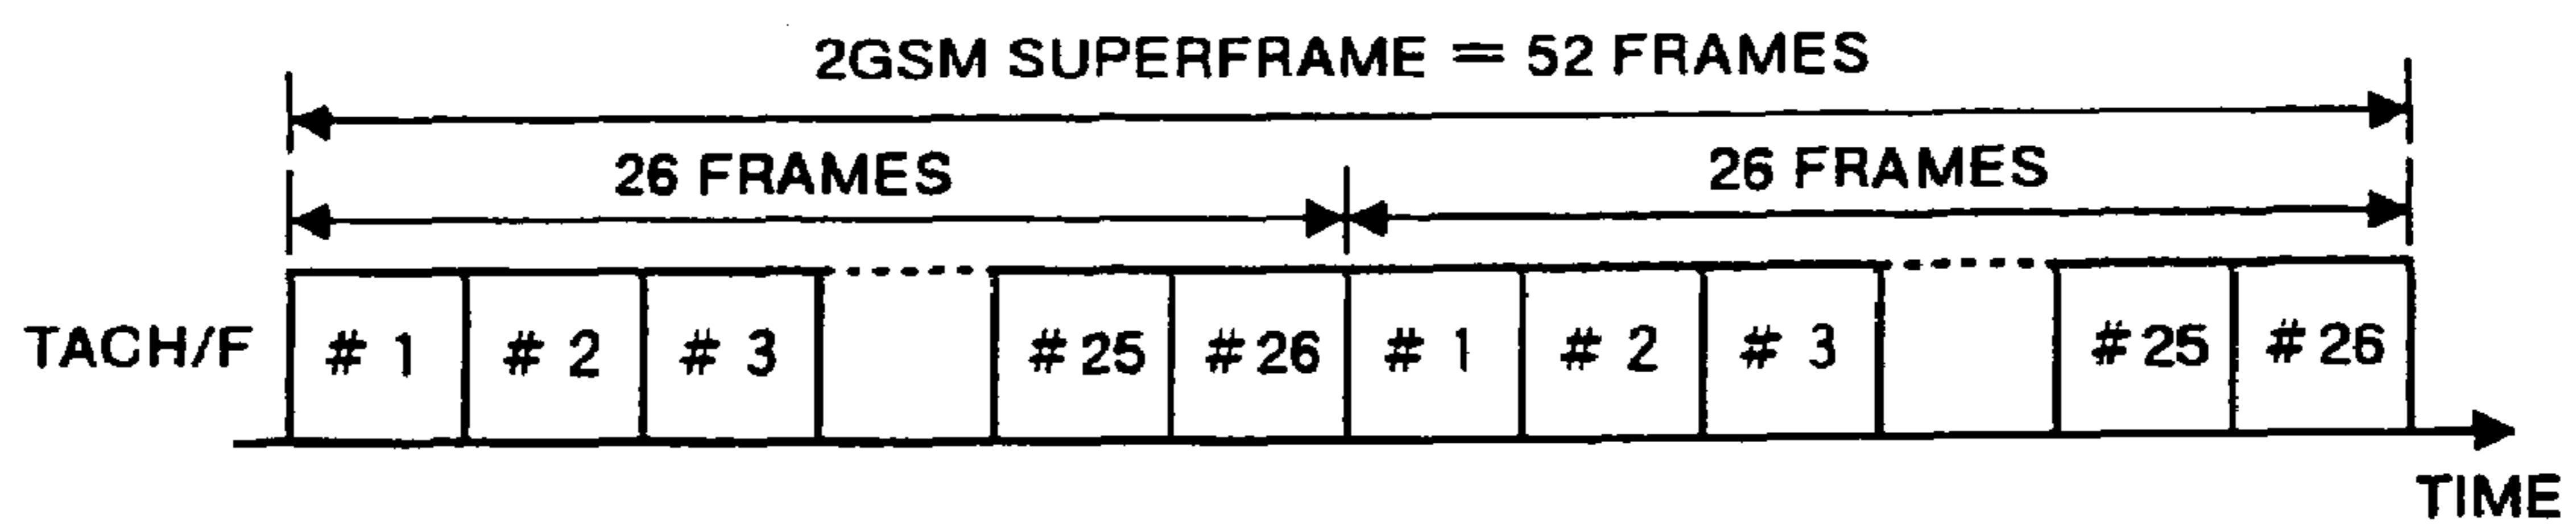 2GSM SUPERFRAME = 52 FRAMES
26 FRAMES 26 FRAMES
TACH/F # 1 # 2 # 3 # 25 # 26 # 1 # 2 # 3 # 25 # 26
TIME